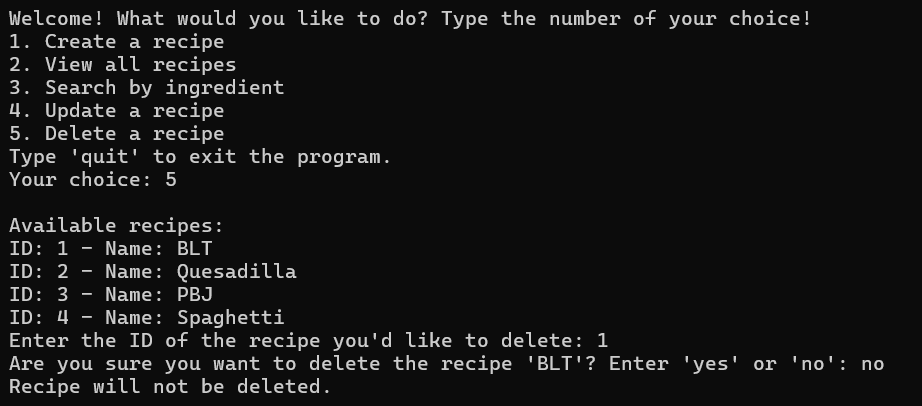 Welcome! What would you like to do? Type the number of your choice!
1. Create a recipe
2. View all recipes
3. Search by ingredient
4. Update a recipe
5. Delete a recipe
Type 'quit' to exit the program.
Your choice: 5
Available recipes:
ID: 1 - Name: BLT
ID: 2 - Name: Quesadilla
ID: 3 - Name: PBJ
ID: 4 - Name: Spaghetti
Enter the ID of the recipe you'd like to delete: 1
Are you sure you want to delete the recipe 'BLT'? Enter 'yes' or 'no': no
Recipe will not be deleted.